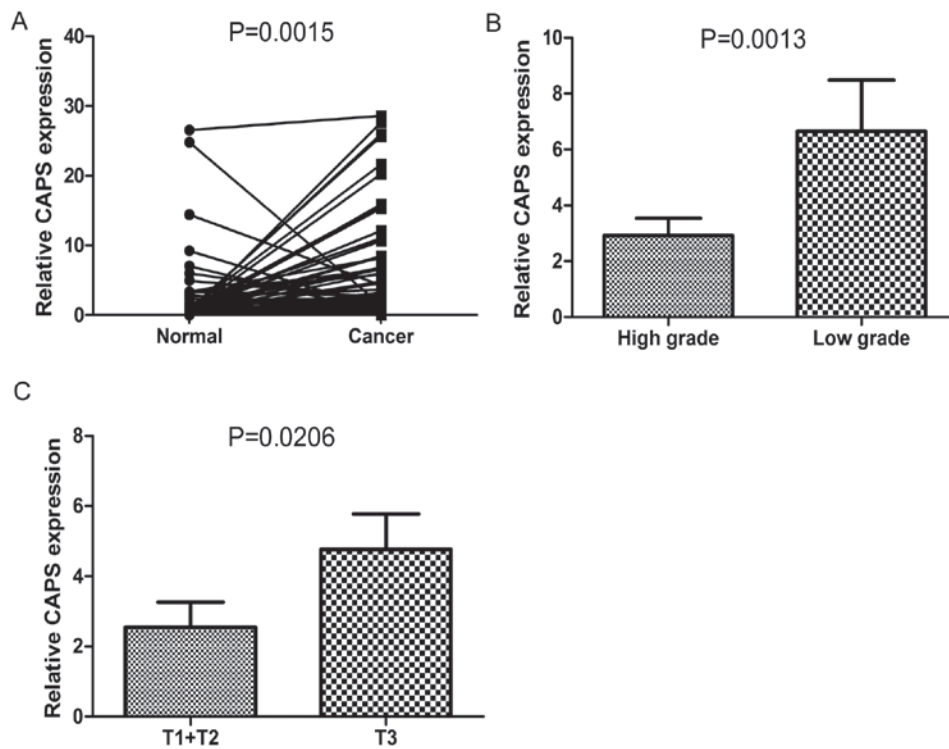 A
P=0.0015
Relative CAPS expression
40
30
20
10
0
Normal Cancer
B
P=0.0013
Relative CAPS expression
10
8
6
4
2
0
High grade Low grade
C
P=0.0206
Relative CAPS expression
8
6
4
2
0
T1+T2 T3